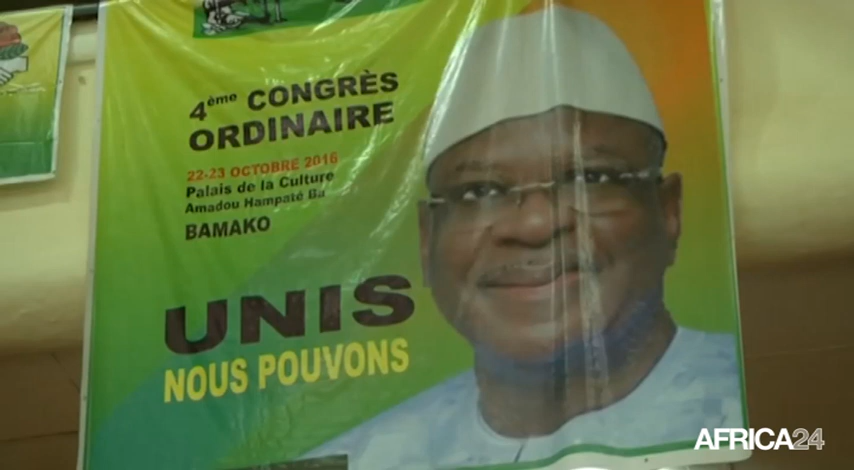 4ème CONGRÈS
ORDINAIRE
22-23 OCTOBRE 2016
Palais de la Culture
Amadou Hampaté Ba
BAMAKO
UNIS
NOUS POUVONS
AFRICA24